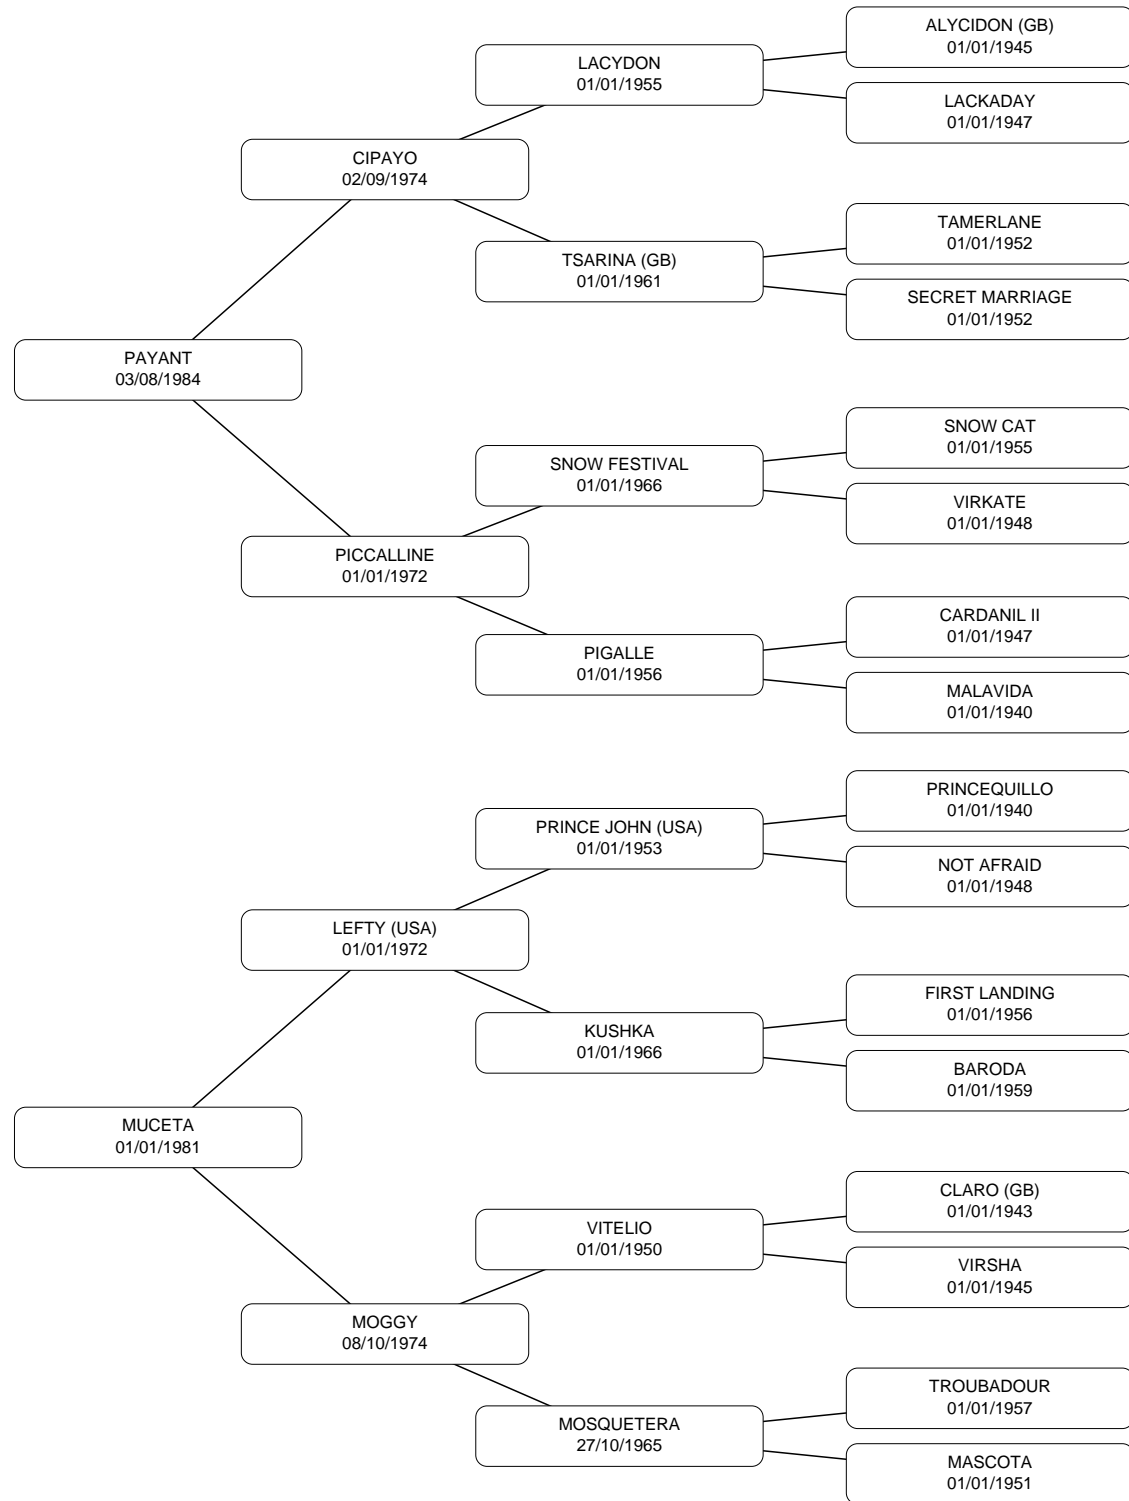 ALYCIDON (GB)
01/01/1945
LACYDON
01/01/1955
LACKADAY
01/01/1947
CIPAYO
02/09/1974
TAMERLANE
01/01/1952
TSARINA (GB)
01/01/1961
SECRET MARRIAGE
01/01/1952
PAYANT
03/08/1984
SNOW CAT
01/01/1955
SNOW FESTIVAL
01/01/1966
VIRKATE
01/01/1948
PICCALLINE
01/01/1972
CARDANIL II
01/01/1947
PIGALLE
01/01/1956
MALAVIDA
01/01/1940
PRINCEQUILLO
01/01/1940
PRINCE JOHN (USA)
01/01/1953
NOT AFRAID
01/01/1948
LEFTY (USA)
01/01/1972
FIRST LANDING
01/01/1956
KUSHKA
01/01/1966
BARODA
01/01/1959
MUCETA
01/01/1981
CLARO (GB)
01/01/1943
VITELIO
01/01/1950
VIRSHA
01/01/1945
MOGGY
08/10/1974
TROUBADOUR
01/01/1957
MOSQUETERA
27/10/1965
MASCOTA
01/01/1951